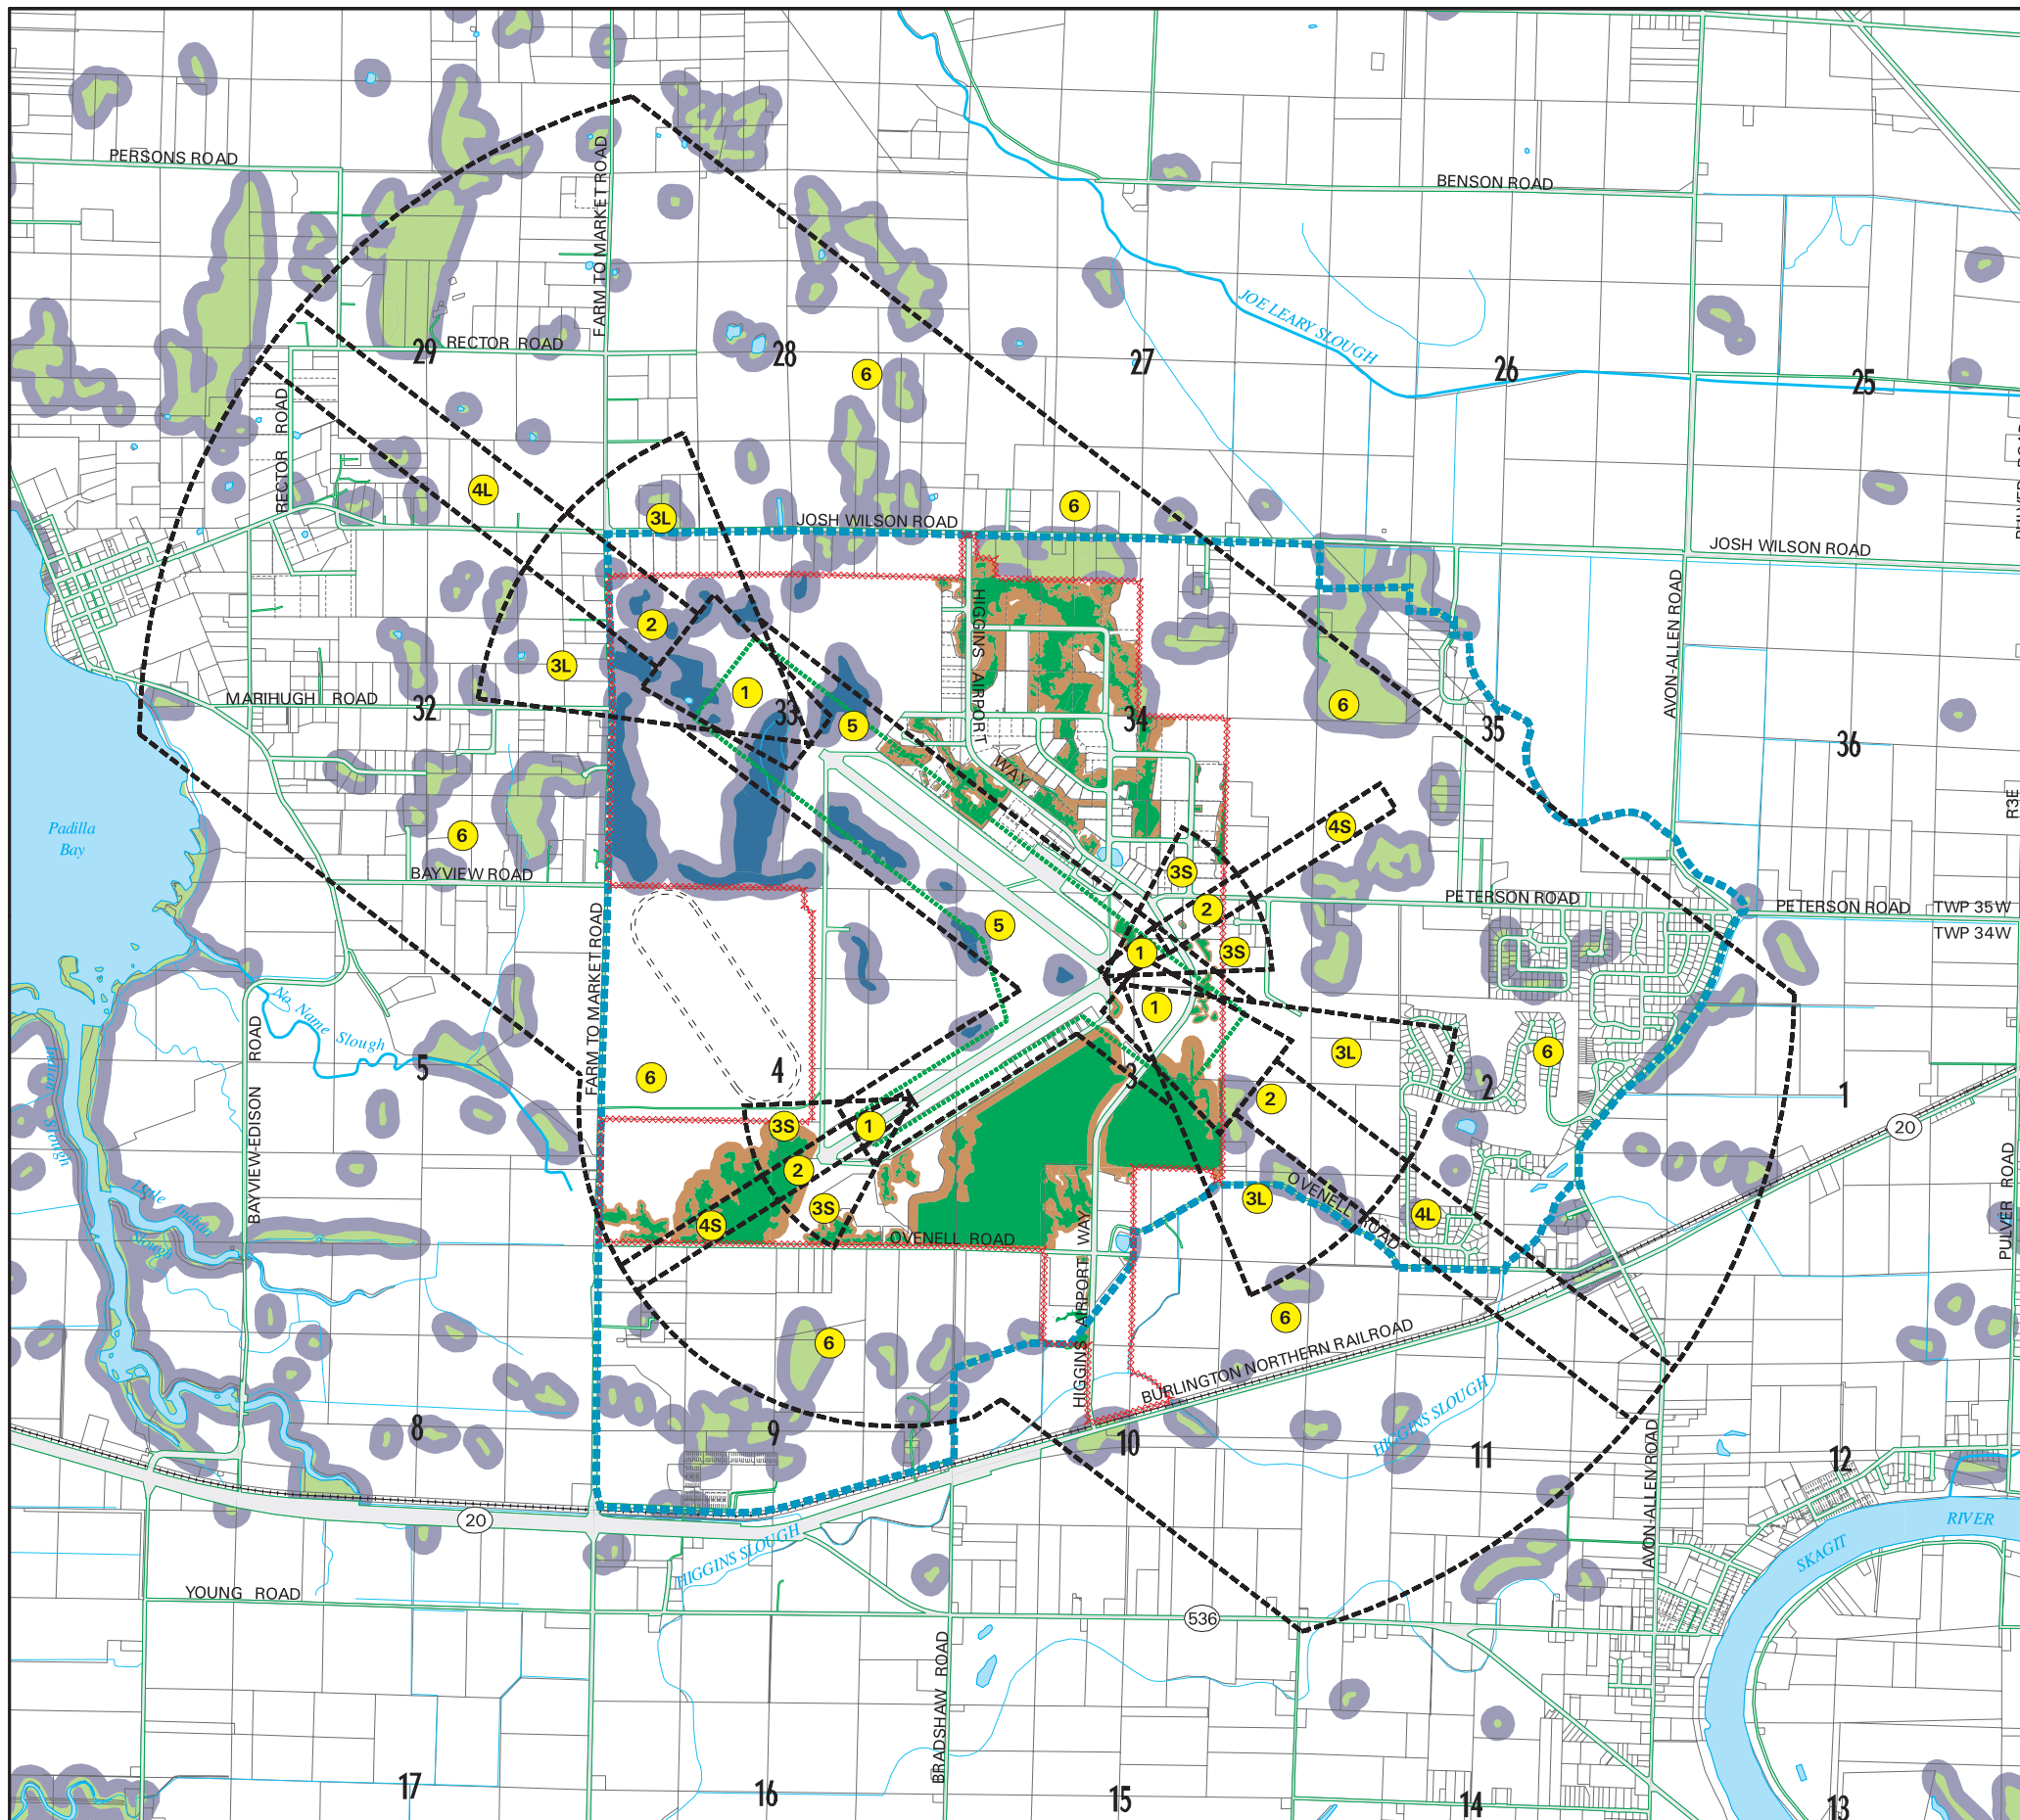 PERSONS ROAD
FARM TO MARKET ROAD
BENSON ROAD
JOE LEARY SLOUGH
29
RECTOR ROAD
28
27
26
25
6
RECTOR ROAD
4L
3L
6
JOSH WILSON ROAD
JOSH WILSON ROAD
AVON-ALLEN ROAD
2
HIGGINS AIRPORT WAY
3L
1
MARIHUGH ROAD
32
33
5
34
6
35
36
R3E
Padilla
Bay
6
4S
BAYVIEW ROAD
3S
PETERSON ROAD
PETERSON ROAD
TWP 35W
TWP 34W
2
5
1
3S
FARM TO MARKET ROAD
No Name Slough
1
BAYVIEW-EDISON ROAD
5
6
4
3
3L
6
2
1
2
Indian Slough
3S
1
20
2
Little Indian Slough
4S
3S
3L
OVENELL ROAD
4L
OVENELL ROAD
PULVER ROAD
HIGGINS AIRPORT WAY
6
6
BURLINGTON NORTHERN RAILROAD
HIGGINS SLOUGH
8
9
10
11
12
AVON-ALLEN ROAD
20
HIGGINS SLOUGH
SKAGIT RIVER
YOUNG ROAD
536
BRADSHAW ROAD
17
16
15
14
13